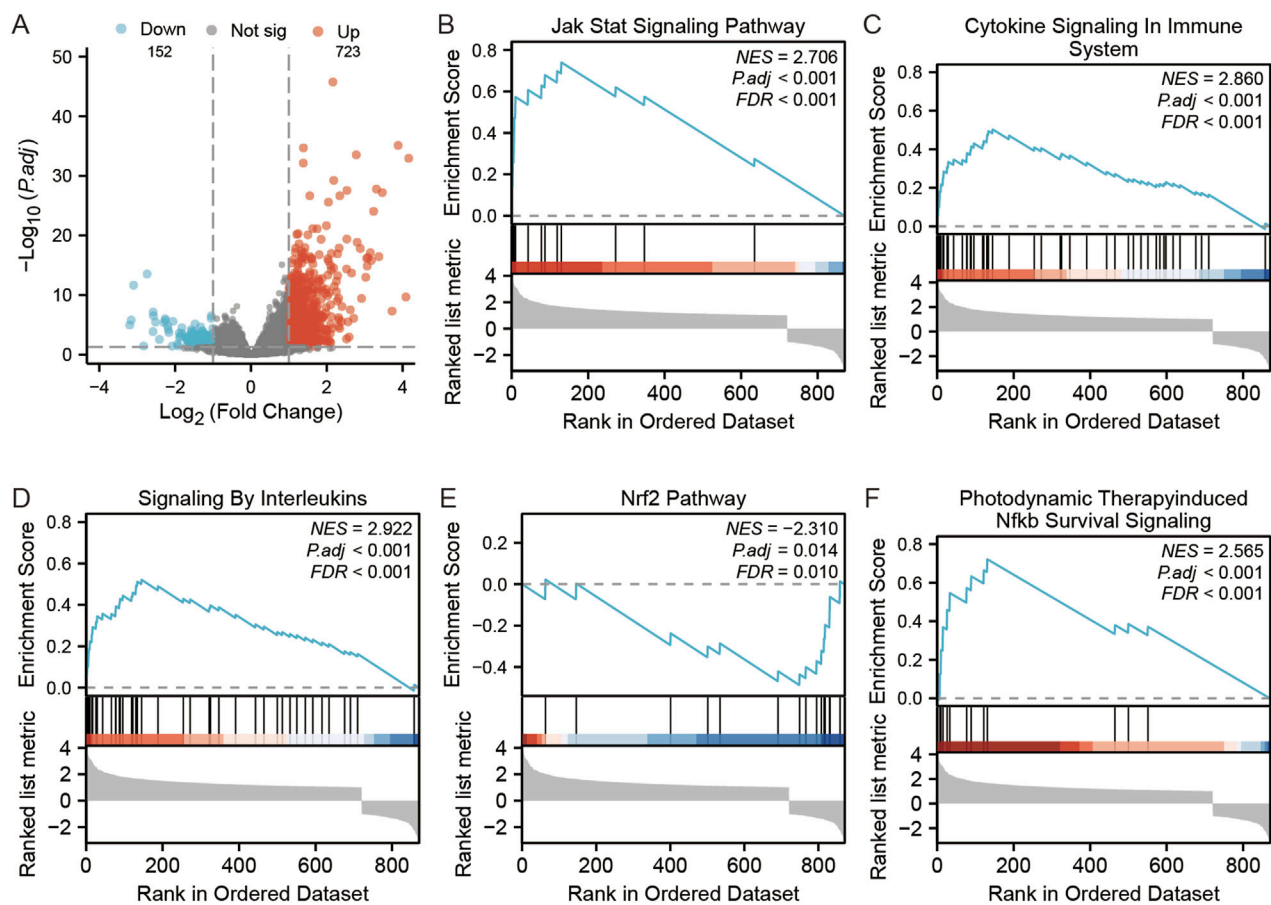 A
Down
152
Not sig
Up
723
50
40
30
20
10
0
−Log10 (P.adj)
−4
−2
0
2
4
Log2 (Fold Change)
B
Jak Stat Signaling Pathway
NES = 2.706
P.adj < 0.001
FDR < 0.001
0.8
0.6
0.4
0.2
0.0
Enrichment Score
4
2
0
−2
Ranked list metric
0
200
400
600
800
Rank in Ordered Dataset
C
Cytokine Signaling In Immune
System
NES = 2.860
P.adj < 0.001
FDR < 0.001
0.8
0.6
0.4
0.2
0.0
Enrichment Score
4
2
0
−2
Ranked list metric
0
200
400
600
800
Rank in Ordered Dataset
D
Signaling By Interleukins
NES = 2.922
P.adj < 0.001
FDR < 0.001
0.8
0.6
0.4
0.2
0.0
Enrichment Score
4
2
0
−2
Ranked list metric
0
200
400
600
800
Rank in Ordered Dataset
E
Nrf2 Pathway
NES = −2.310
P.adj = 0.014
FDR = 0.010
0.2
0.0
−0.2
−0.4
Enrichment Score
4
2
0
−2
Ranked list metric
0
200
400
600
800
Rank in Ordered Dataset
F
Photodynamic Therapyinduced
Nfkb Survival Signaling
NES = 2.565
P.adj < 0.001
FDR < 0.001
0.8
0.6
0.4
0.2
0.0
Enrichment Score
4
2
0
−2
Ranked list metric
0
200
400
600
800
Rank in Ordered Dataset